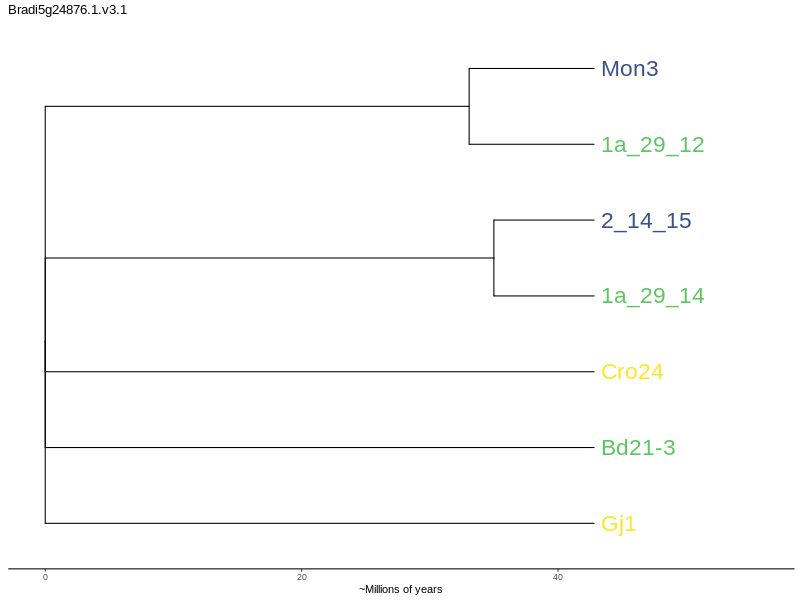 Bradi5g24876.1.v3.1
Mon3
1a_29_12
2_14_15
1a_29_14
Cro24
Bd21-3
Gj1
0 20 40
~Millions of years